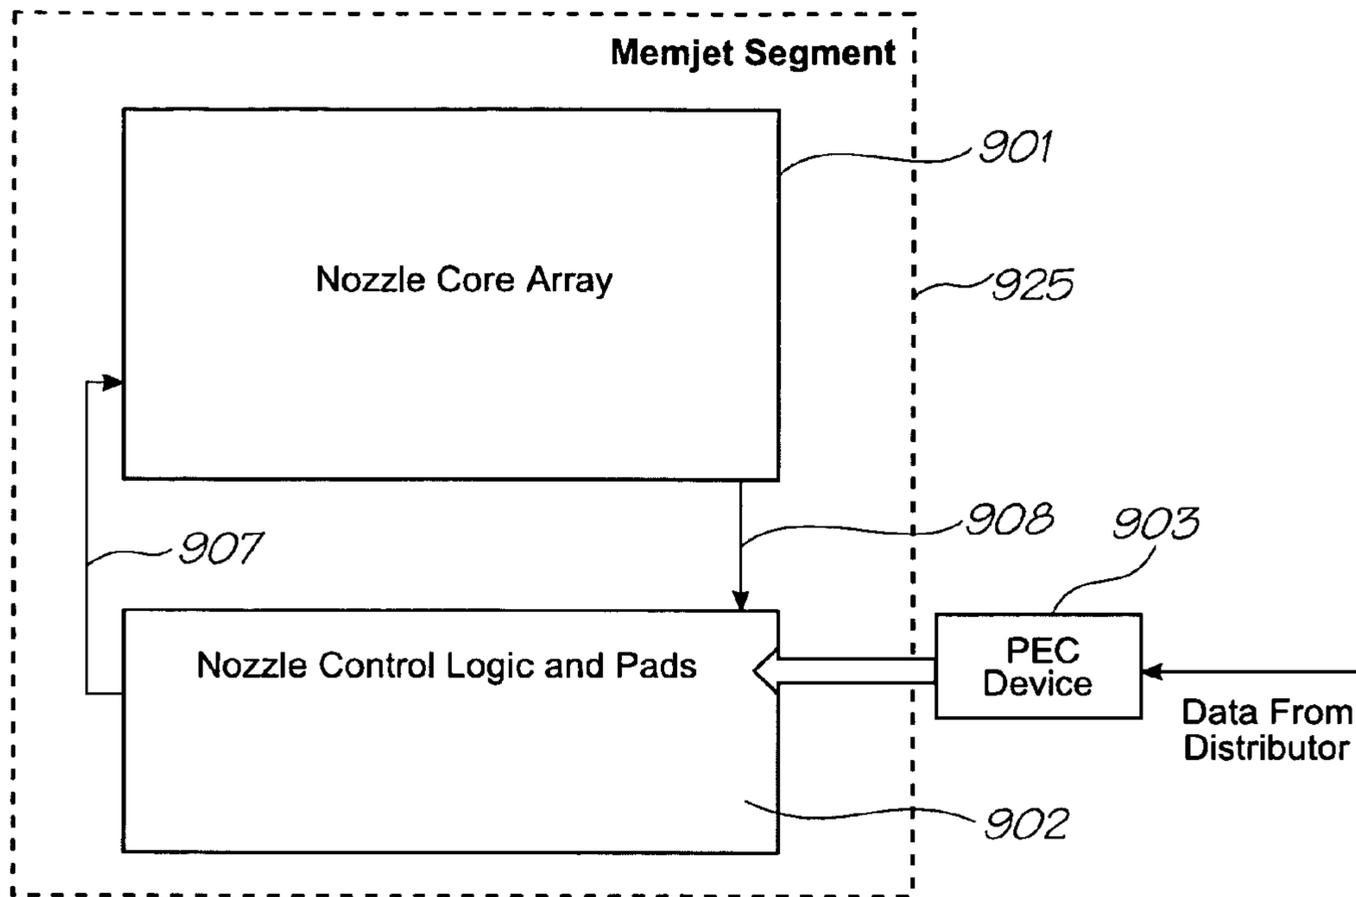 Memjet Segment
901
Nozzle Core Array
925
908
903
907
PEC
Device
Nozzle Control Logic and Pads
Data From
Distributor
902